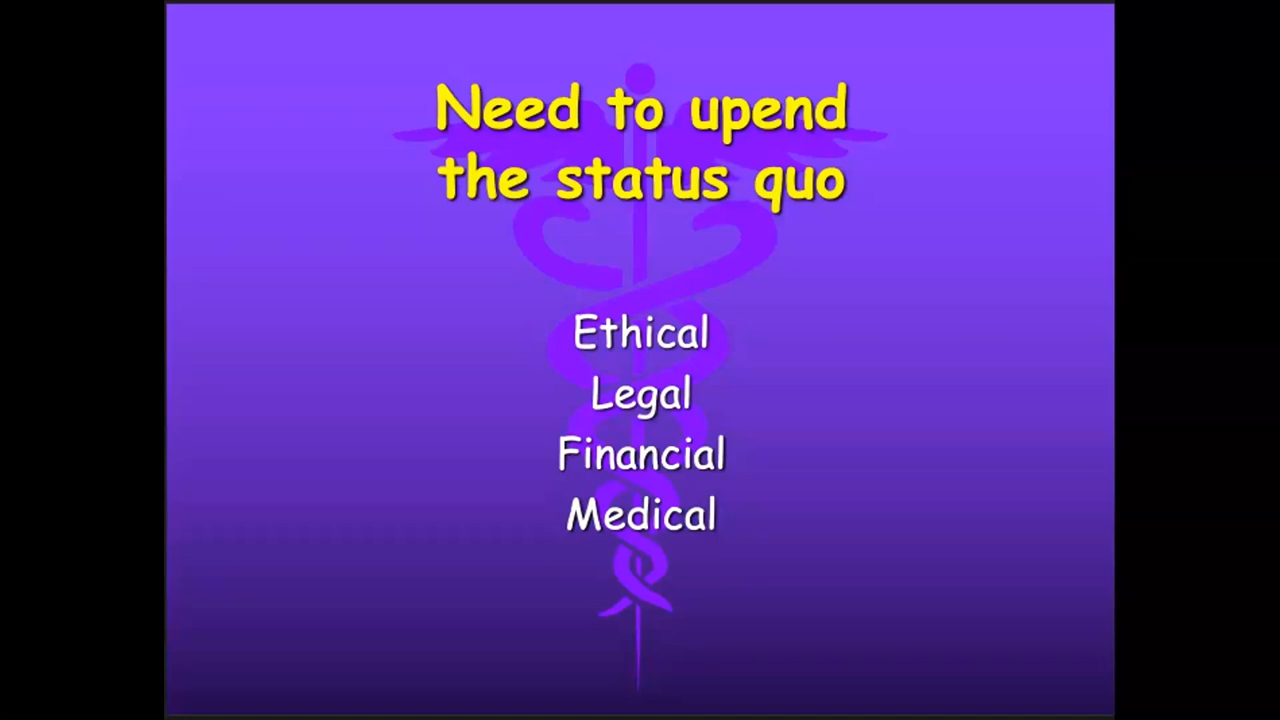 Need to upend
the status quo
Ethical
Legal
Financial
Medical